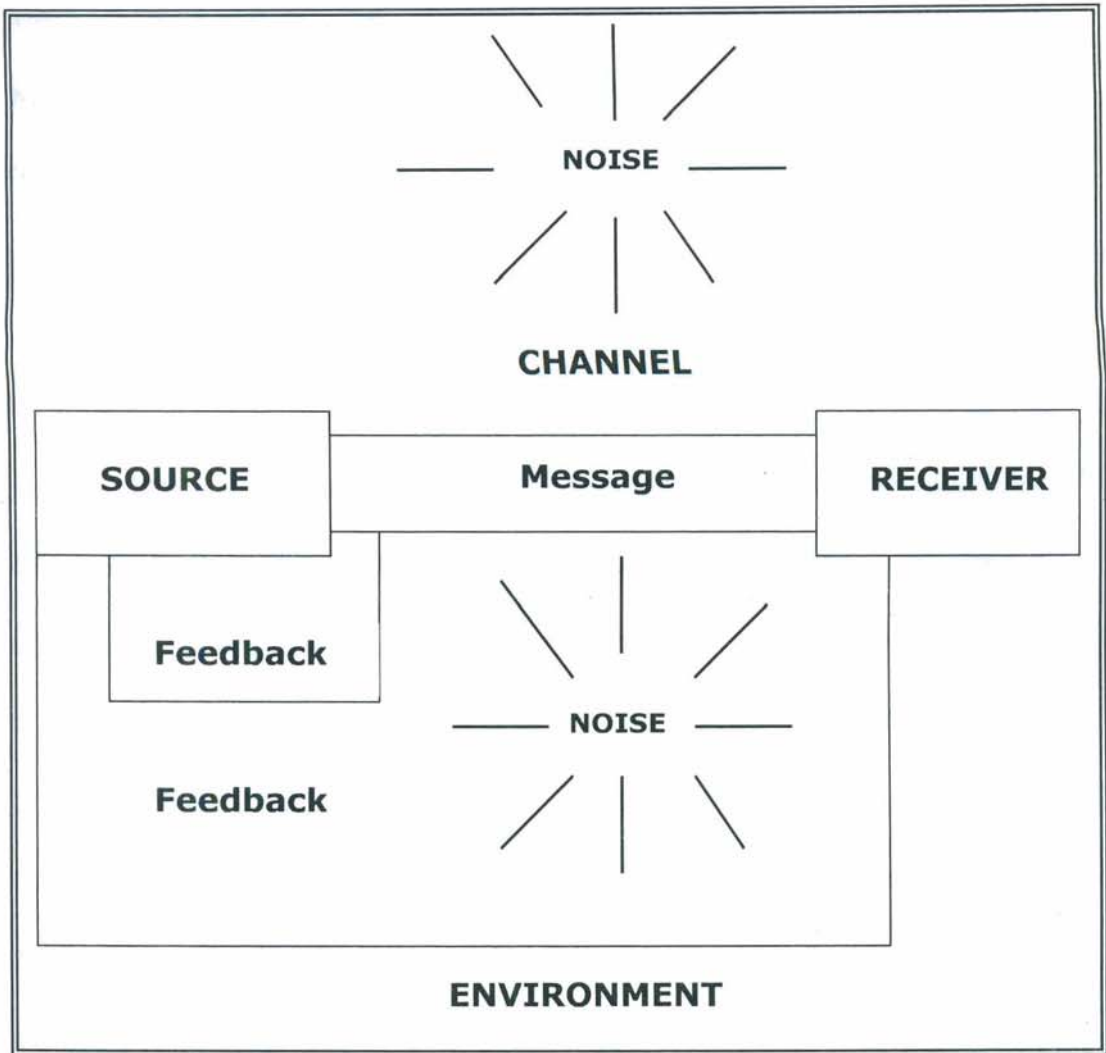 NOISE
CHANNEL
SOURCE
Message
RECEIVER
Feedback
NOISE
Feedback
ENVIRONMENT